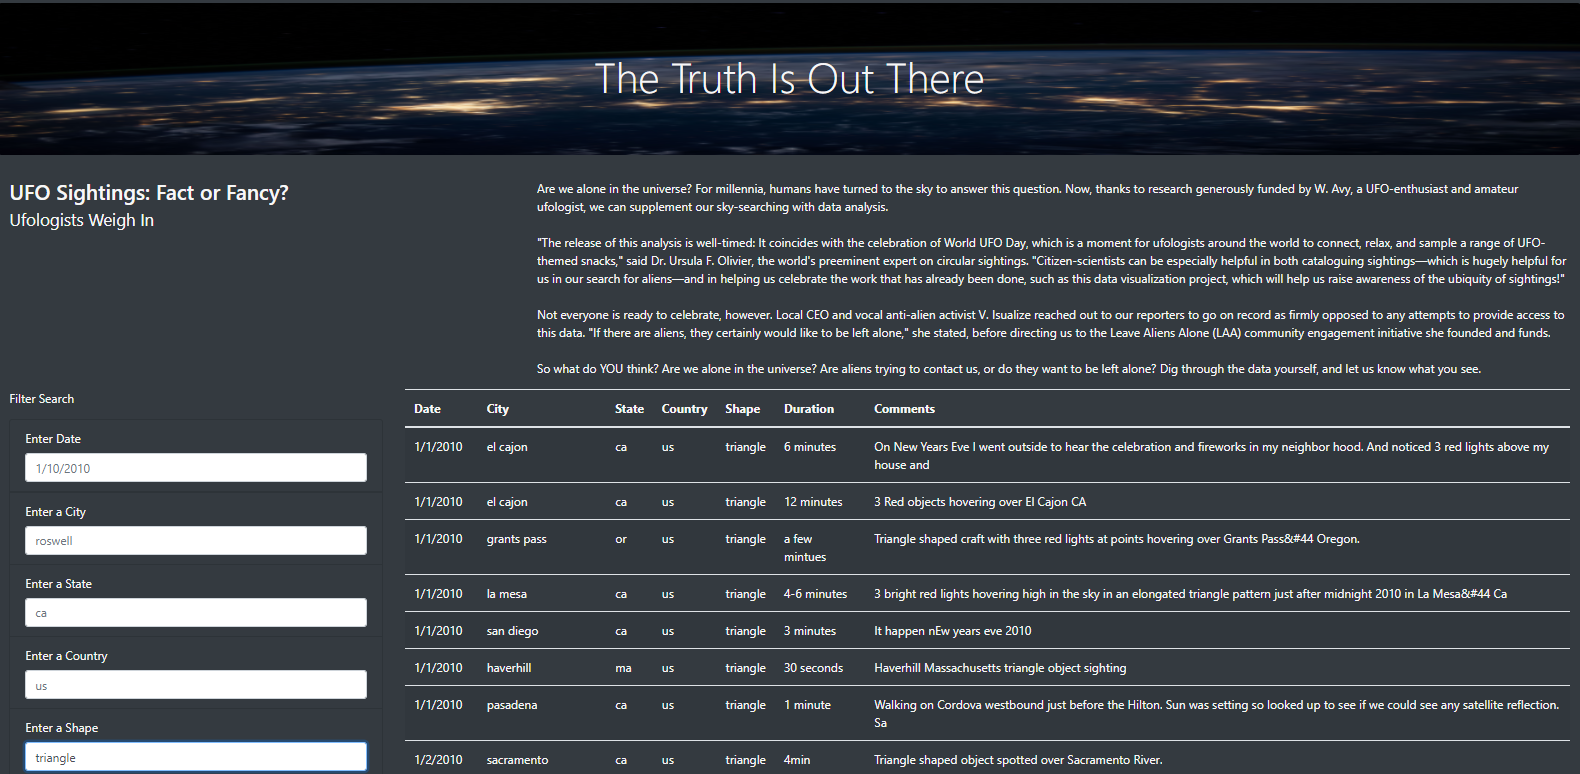 The Truth Is Out There
UFO Sightings: Fact or Fancy?
Ufologists Weigh In
Are we alone in the universe? For millennia, humans have turned to the sky to answer this question. Now, thanks to research generously funded by W. Avy, a UFO-enthusiast and amateur
ufologist, we can supplement our sky-searching with data analysis.
"The release of this analysis is well-timed: It coincides with the celebration of World UFO Day, which is a moment for ufologists around the world to connect, relax, and sample a range of UFO-
themed snacks," said Dr. Ursula F. Olivier, the world's preeminent expert on circular sightings. "Citizen-scientists can be especially helpful in both cataloguing sightings—which is hugely helpful for
us in our search for aliens—and in helping us celebrate the work that has already been done, such as this data visualization project, which will help us raise awareness of the ubiquity of sightings!"
Not everyone is ready to celebrate, however. Local CEO and vocal anti-alien activist V. Isualize reached out to our reporters to go on record as firmly opposed to any attempts to provide access to
this data. "If there are aliens, they certainly would like to be left alone," she stated, before directing us to the Leave Aliens Alone (LAA) community engagement initiative she founded and funds.
So what do YOU think? Are we alone in the universe? Are aliens trying to contact us, or do they want to be left alone? Dig through the data yourself, and let us know what you see.
Filter Search
Enter Date
1/10/2010
Enter a City
roswell
Enter a State
ca
Enter a Country
us
Enter a Shape
triangle
Date City State Country Shape Duration Comments
1/1/2010 el cajon ca us triangle 6 minutes On New Years Eve I went outside to hear the celebration and fireworks in my neighbor hood. And noticed 3 red lights above my
house and
1/1/2010 el cajon ca us triangle 12 minutes 3 Red objects hovering over El Cajon CA
1/1/2010 grants pass or us triangle a few Triangle shaped craft with three red lights at points hovering over Grants Pass&#44 Oregon.
mintues
1/1/2010 la mesa ca us triangle 4-6 minutes 3 bright red lights hovering high in the sky in an elongated triangle pattern just after midnight 2010 in La Mesa&#44 Ca
1/1/2010 san diego ca us triangle 3 minutes It happen nEw years eve 2010
1/1/2010 haverhill ma us triangle 30 seconds Haverhill Massachusetts triangle object sighting
1/1/2010 pasadena ca us triangle 1 minute Walking on Cordova westbound just before the Hilton. Sun was setting so looked up to see if we could see any satellite reflection.
Sa
1/2/2010 sacramento ca us triangle 4min Triangle shaped object spotted over Sacramento River.